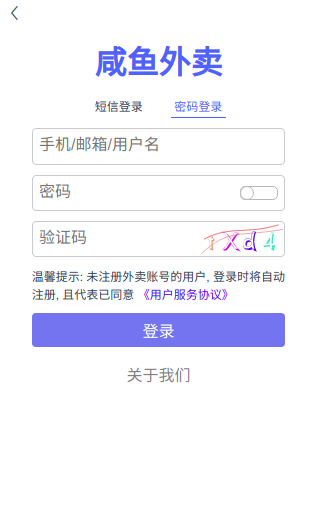 咸鱼外卖
短信登录 密码登录
手机/邮箱/用户名
密码
验证码
温馨提示: 未注册外卖账号的用户, 登录时将自动
注册, 且代表已同意 《用户服务协议》
登录
关于我们